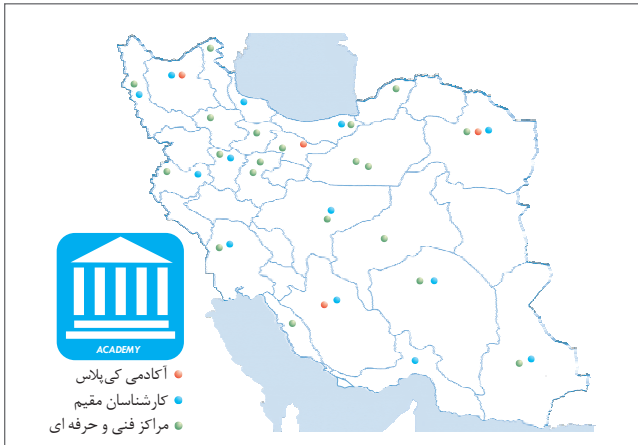 ACADEMY
آکادمی کی‌پلاس
کارشناسان مقیم
مراکز فنی و حرفه ای